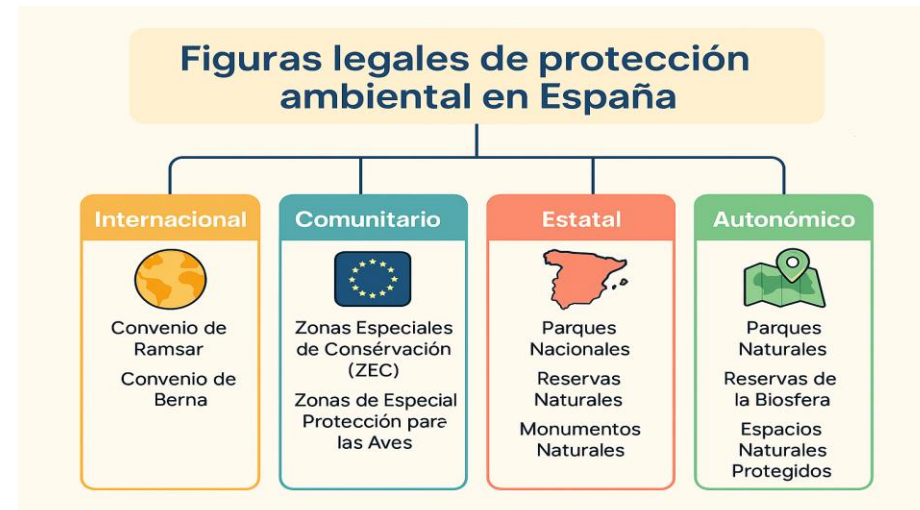 Figuras legales de protección
ambiental en España
Internacional
Convenio de
Ramsar
Convenio de
Berna
Comunitario
Zonas Especiales
de Consérvación
(ZEC)
Zonas de Especial
Protección para
las Aves
Estatal
Parques
Nacionales
Reservas
Naturales
Monumentos
Naturales
Autonómico
Parques
Naturales
Reservas de
la Biosfera
Espacios
Naturales
Protegidos